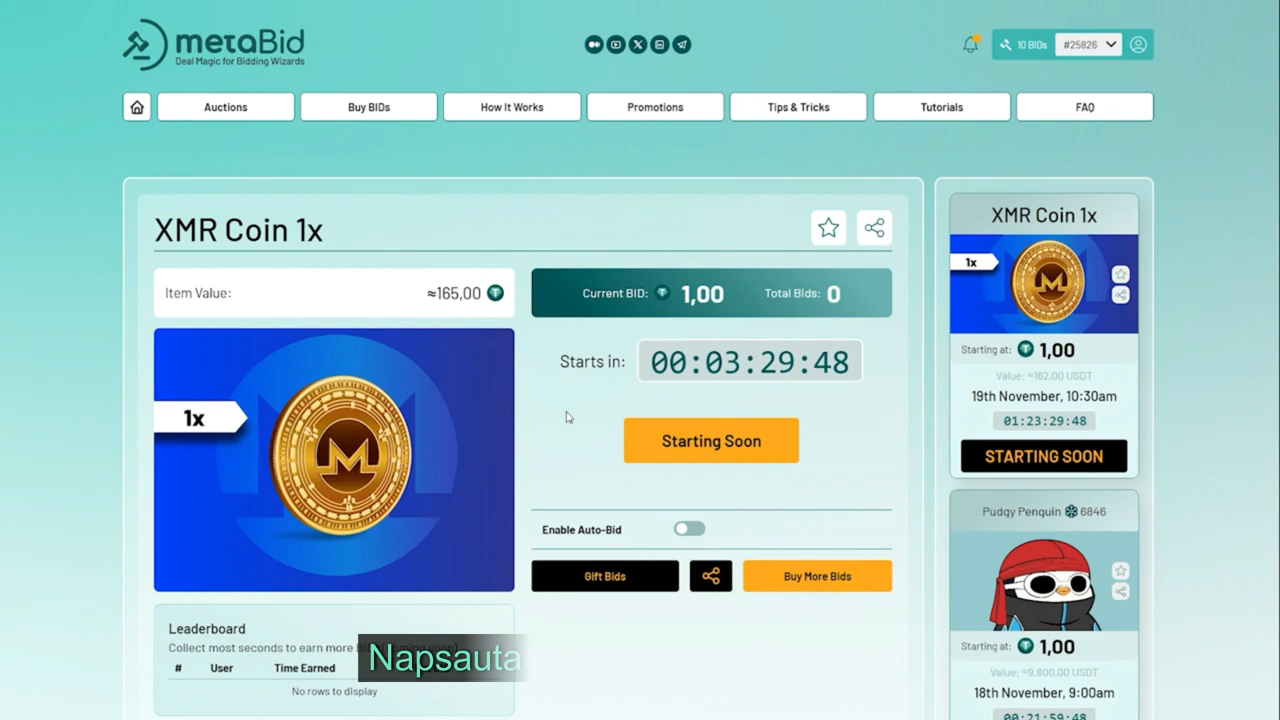 metaBid
Deal Magic for Bidding Wizards
10 BIDs
#25826
Auctions
Buy BIDs
How It Works
Promotions
Tips & Tricks
Tutorials
FAQ
XMR Coin 1x
Item Value:
≈165,00
Current BID:
1,00
Total Bids: 0
1x
Starts in:
00:03:29:48
Starting Soon
Enable Auto-Bid
Gift Bids
Buy More Bids
Leaderboard
Collect most seconds to earn more
# User Time Earned
No rows to display
Napsauta
XMR Coin 1x
1x
Starting at: 1,00
Value: ≈162,00 USDT
19th November, 10:30am
01:23:29:48
STARTING SOON
Pudgy Penguin 6846
Starting at: 1,00
Value: ≈9,800,00 USDT
18th November, 9:00am
00:21:59:48